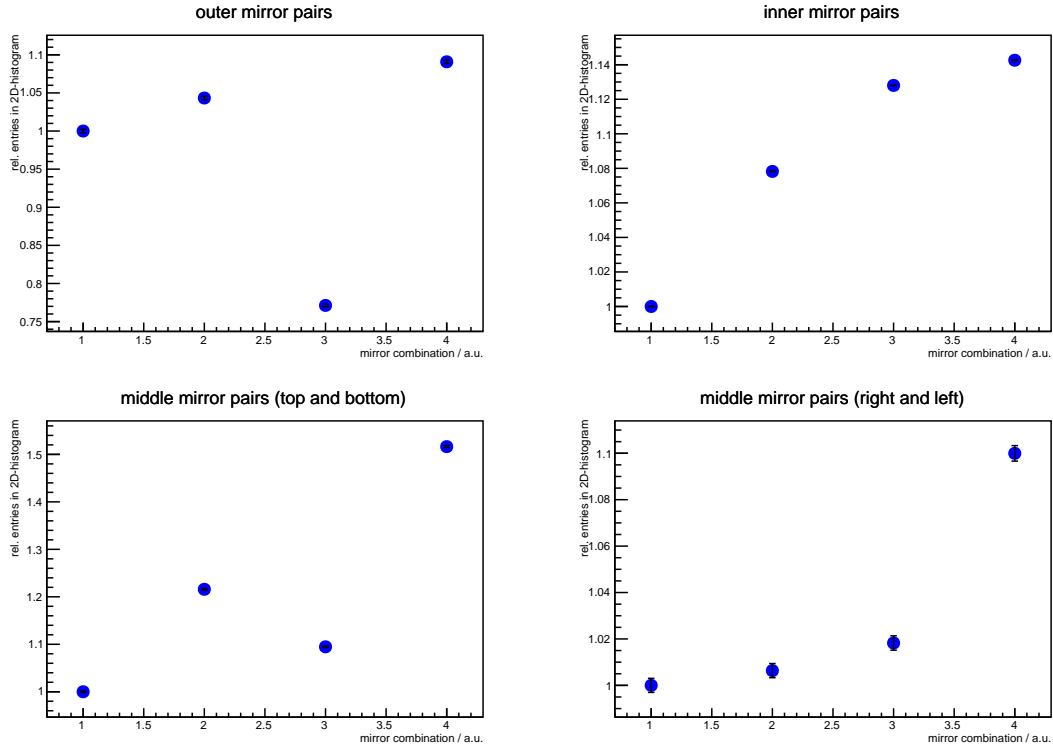 outer mirror pairs
rel. entries in 2D-histogram
1.1
1.05
1
0.95
0.9
0.85
0.8
0.75
1 1.5 2 2.5 3 3.5 4
mirror combination / a.u.
inner mirror pairs
rel. entries in 2D-histogram
1.14
1.12
1.1
1.08
1.06
1.04
1.02
1
1 1.5 2 2.5 3 3.5 4
mirror combination / a.u.
middle mirror pairs (top and bottom)
rel. entries in 2D-histogram
1.5
1.4
1.3
1.2
1.1
1
1 1.5 2 2.5 3 3.5 4
mirror combination / a.u.
middle mirror pairs (right and left)
rel. entries in 2D-histogram
1.1
1.08
1.06
1.04
1.02
1
1 1.5 2 2.5 3 3.5 4
mirror combination / a.u.